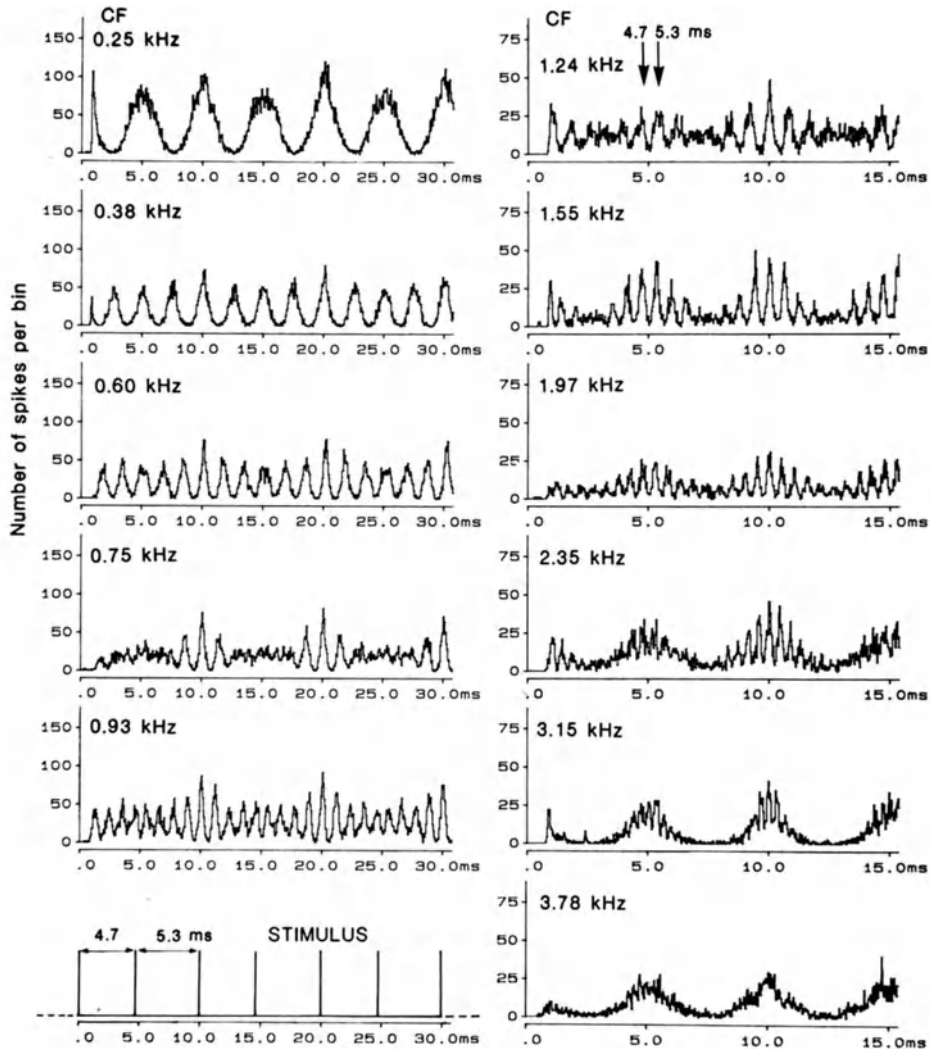 CF
0.25 kHz
150
100
50
0
.0 5.0 10.0 15.0 20.0 25.0 30.0ms
0.38 kHz
150
100
50
0
.0 5.0 10.0 15.0 20.0 25.0 30.0ms
Number of spikes per bin
0.60 kHz
150
100
50
0
.0 5.0 10.0 15.0 20.0 25.0 30.0ms
0.75 kHz
150
100
50
0
.0 5.0 10.0 15.0 20.0 25.0 30.0ms
0.93 kHz
150
100
50
0
.0 5.0 10.0 15.0 20.0 25.0 30.0ms
4.7 5.3 ms STIMULUS
.0 5.0 10.0 15.0 20.0 25.0 30.0ms
CF
4.7 5.3 ms
1.24 kHz
75
50
25
0
.0 5.0 10.0 15.0ms
1.55 kHz
75
50
25
0
.0 5.0 10.0 15.0ms
1.97 kHz
75
50
25
0
.0 5.0 10.0 15.0ms
2.35 kHz
75
50
25
0
.0 5.0 10.0 15.0ms
3.15 kHz
75
50
25
0
.0 5.0 10.0 15.0ms
3.78 kHz
75
50
25
0
.0 5.0 10.0 15.0ms